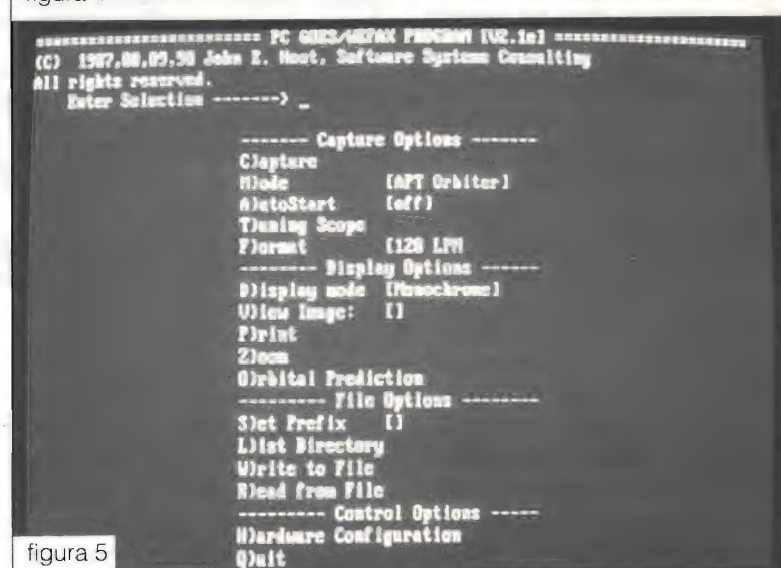 ======================== PC GOES/WEFAX PROGRAM [V2.1e] ========================
(C) 1987,88,89,90 John E. Hoot, Software Systems Consulting
All rights reserved.
Enter Selection -------> _
------- Capture Options -------
C)apture
M)ode [APT Orbiter]
A)utoStart [off]
T)uning Scope
F)ormat [120 LPM
-------- Display Options ------
D)isplay mode [Monochrome]
V)iew Image: []
P)rint
Z)oom
O)rbital Prediction
--------- File Options --------
S)et Prefix []
L)ist Directory
W)rite to File
R)ead from File
--------- Control Options -----
H)ardware Configuration
Q)uit
figura 5